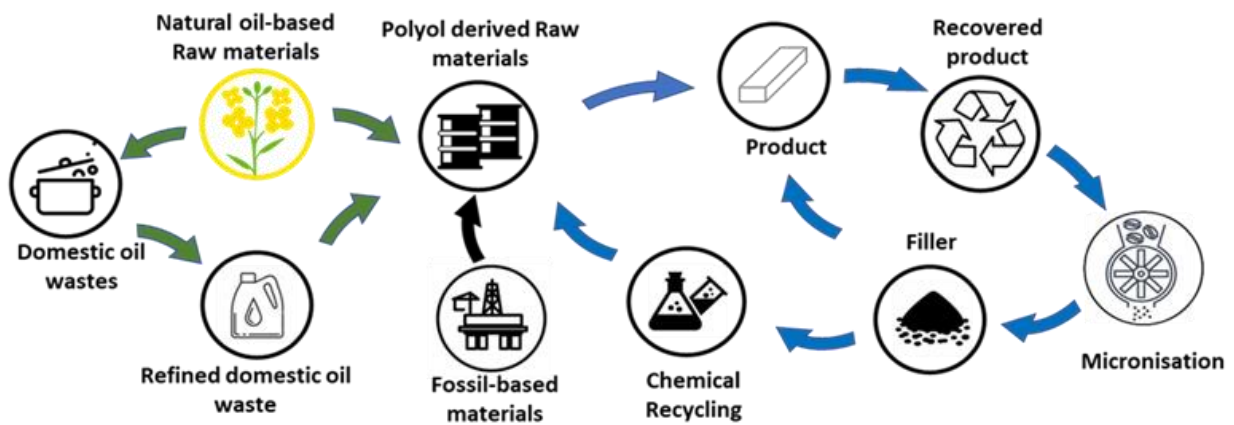 Natural oil-based
Raw materials
Polyol derived Raw
materials
Recovered
product
Product
Domestic oil
wastes
Filler
Micronisation
Refined domestic oil
waste
Fossil-based
materials
Chemical
Recycling